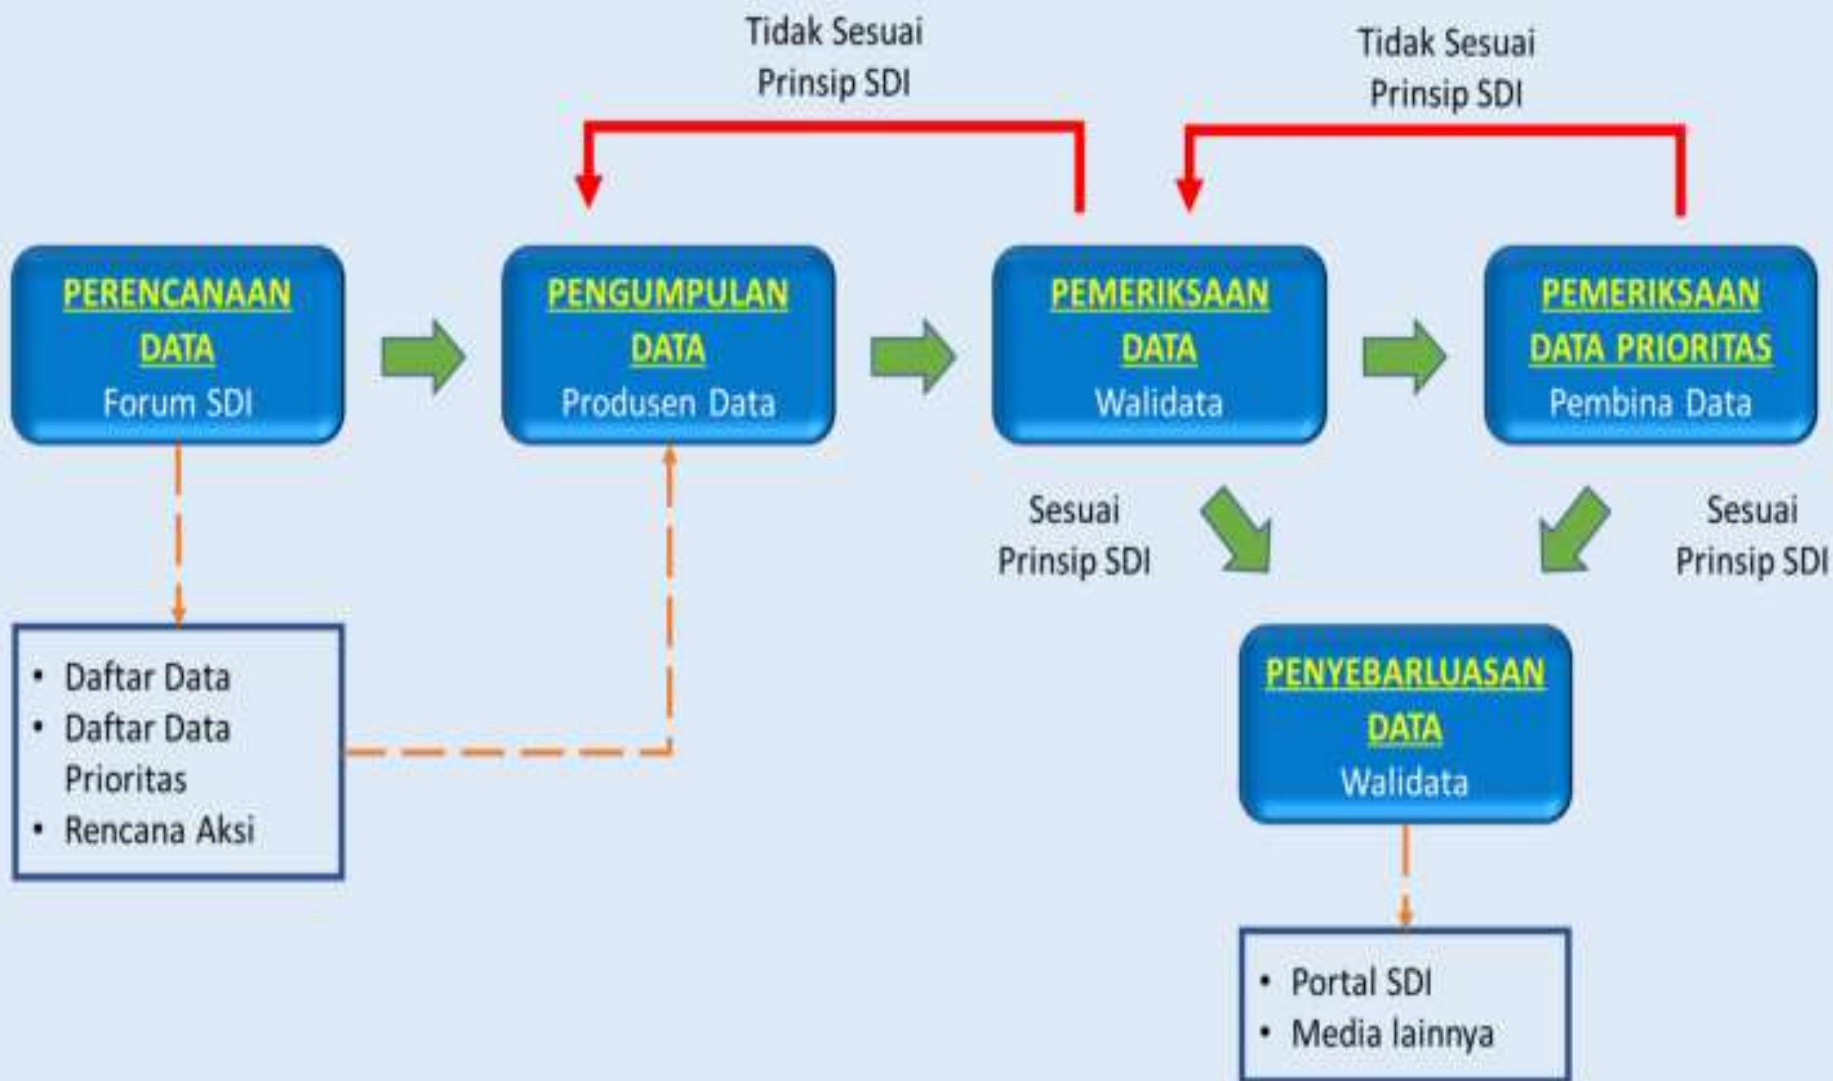 Tidak Sesuai
Prinsip SDI
Tidak Sesuai
Prinsip SDI
PERENCANAAN
DATA
Forum SDI
PENGUMPULAN
DATA
Produsen Data
PEMERIKSAAN
DATA
Walidata
PEMERIKSAAN
DATA PRIORITAS
Pembina Data
Sesuai
Prinsip SDI
Sesuai
Prinsip SDI
• Daftar Data
• Daftar Data
Prioritas
• Rencana Aksi
PENYEBARLUASAN
DATA
Walidata
• Portal SDI
• Media lainnya